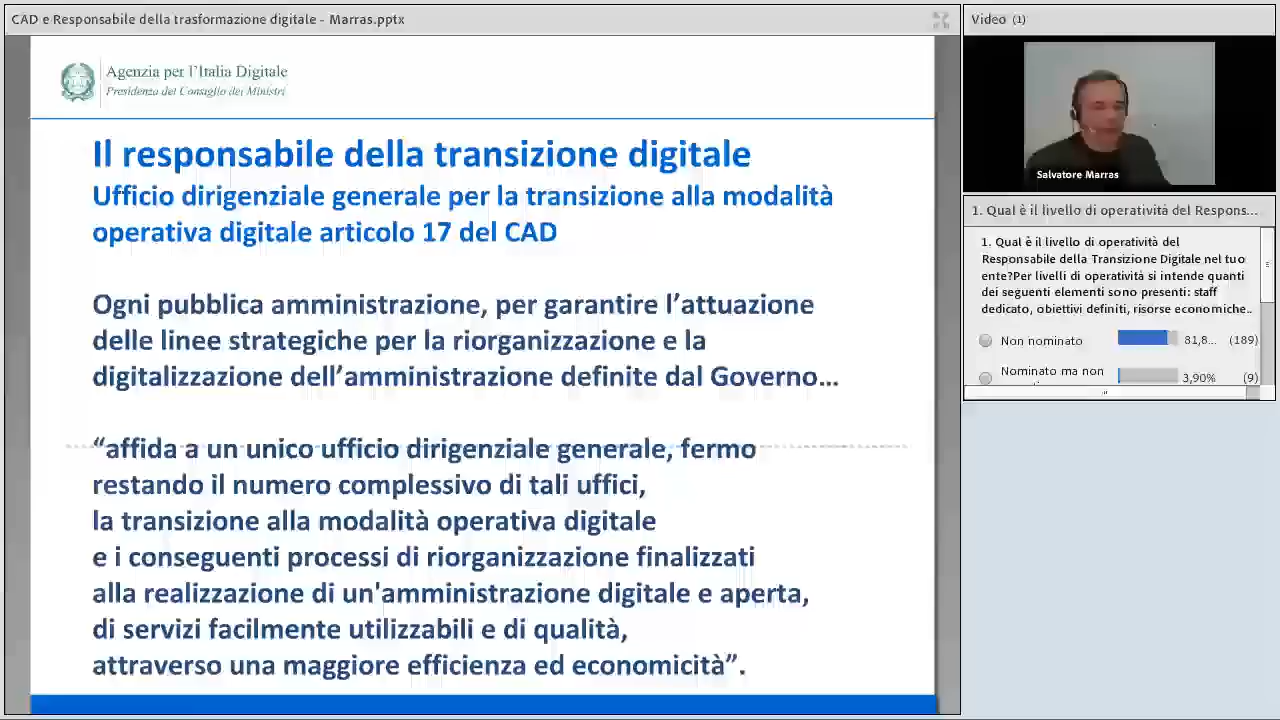 CAD e Responsabile della trasformazione digitale - Marras.pptx
Agenzia per l'Italia Digitale
Presidenza del Consiglio dei Ministri
Il responsabile della transizione digitale
Ufficio dirigenziale generale per la transizione alla modalità
operativa digitale articolo 17 del CAD
Ogni pubblica amministrazione, per garantire l’attuazione
delle linee strategiche per la riorganizzazione e la
digitalizzazione dell’amministrazione definite dal Governo…
“affida a un unico ufficio dirigenziale generale, fermo
restando il numero complessivo di tali uffici,
la transizione alla modalità operativa digitale
e i conseguenti processi di riorganizzazione finalizzati
alla realizzazione di un'amministrazione digitale e aperta,
di servizi facilmente utilizzabili e di qualità,
attraverso una maggiore efficienza ed economicità”.
Video (1)
Salvatore Marras
1. Qual è il livello di operatività del Respons...
1. Qual è il livello di operatività del
Responsabile della Transizione Digitale nel tuo
ente?Per livelli di operatività si intende quanti
dei seguenti elementi sono presenti: staff
dedicato, obiettivi definiti, risorse economiche..
Non nominato 81,8... (189)
Nominato ma non 3,90% (9)